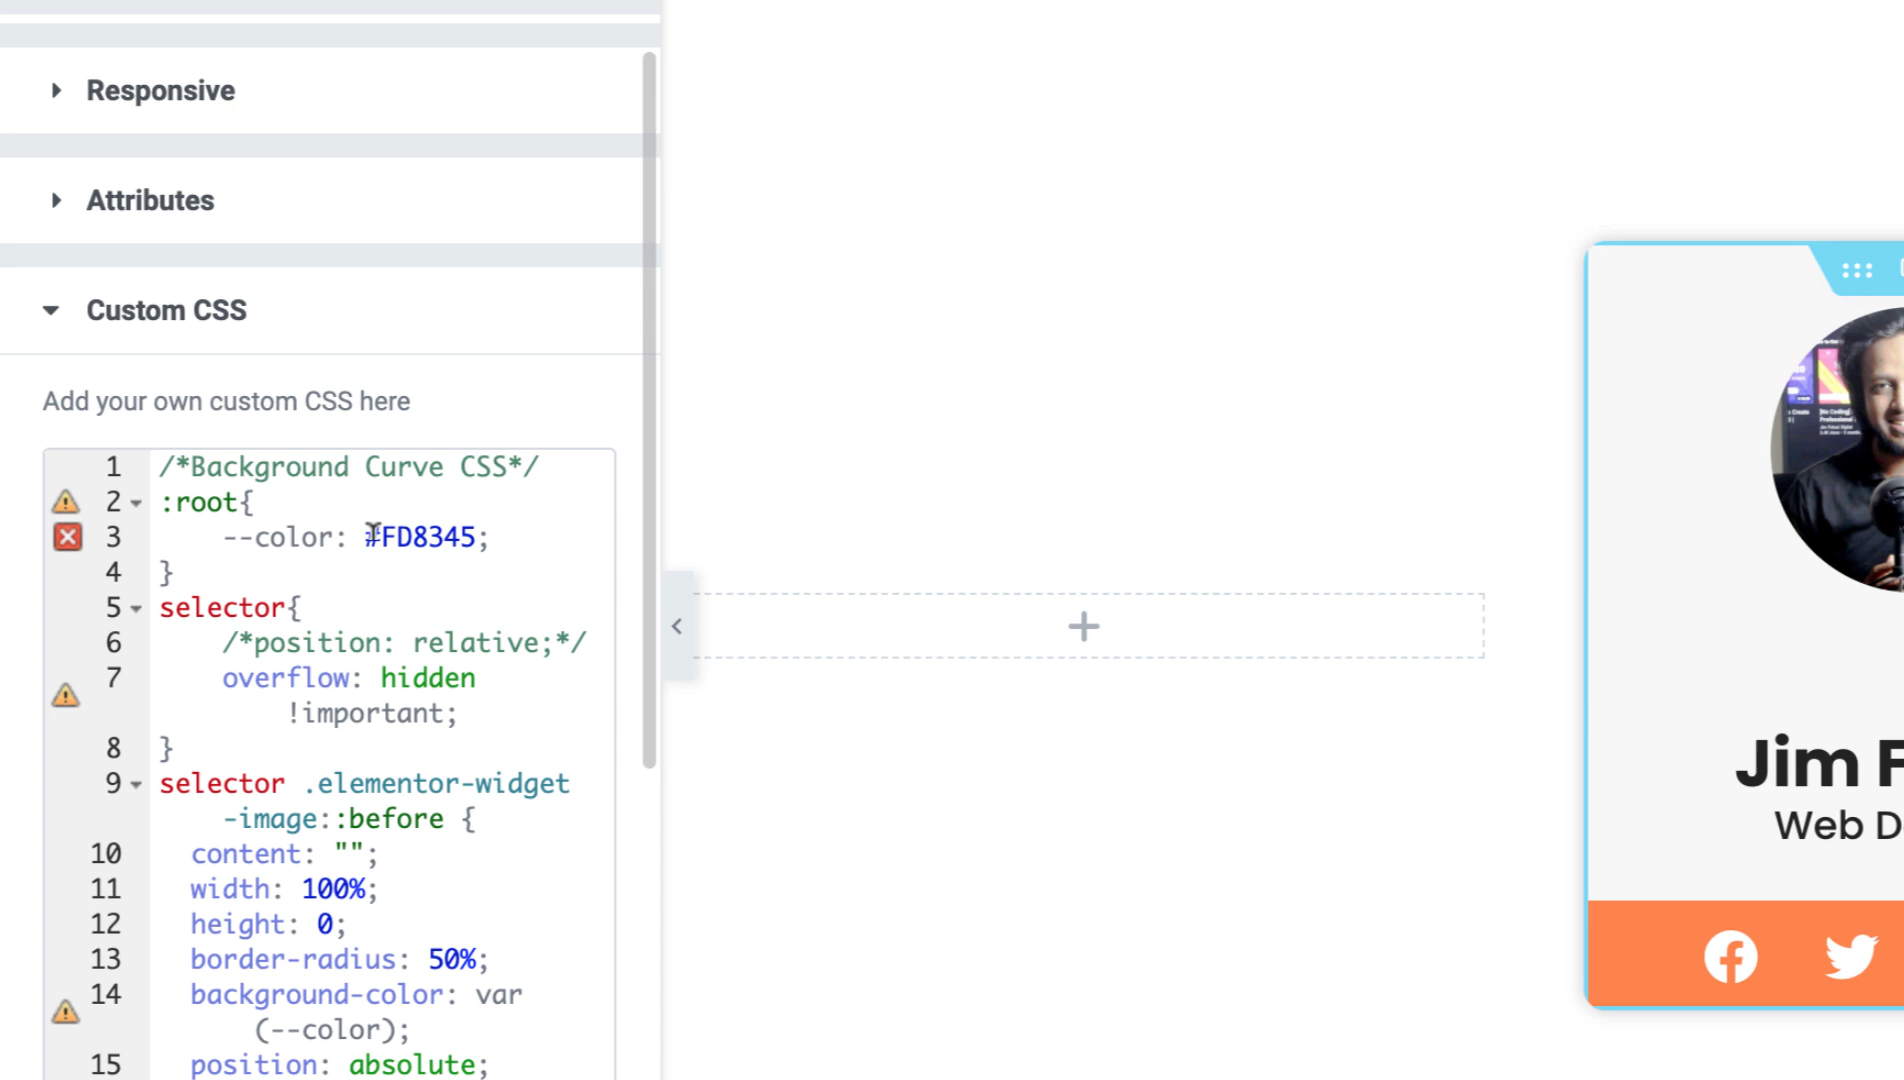 Responsive
Attributes
Custom CSS
Add your own custom CSS here
1 /*Background Curve CSS*/
2 :root{
3 --color: #FD8345;
4 }
5 selector{
6 /*position: relative;*/
7 overflow: hidden
!important;
8 }
9 selector .elementor-widget
-image::before {
10 content: "";
11 width: 100%;
12 height: 0;
13 border-radius: 50%;
14 background-color: var
(--color);
15 position: absolute;
Jim F
Web D